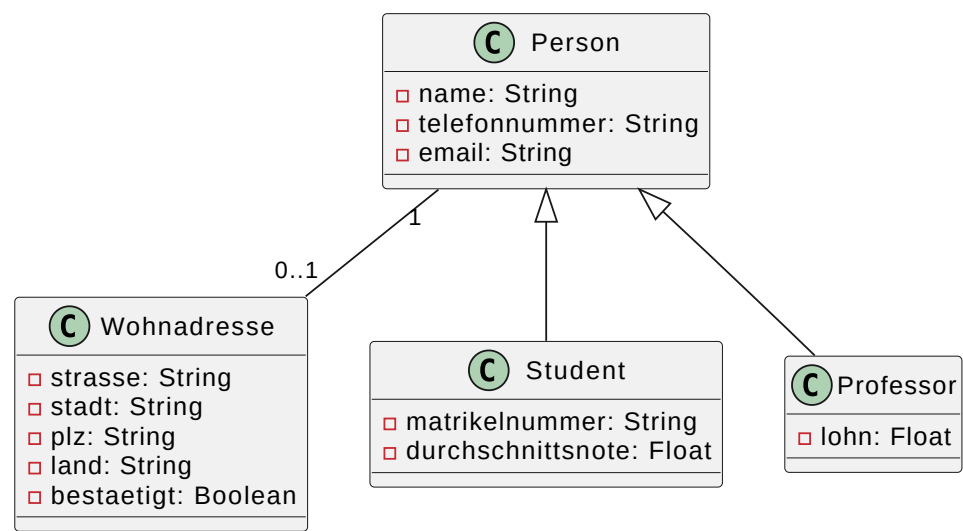 C Person
name: String
telefonnummer: String
email: String
1
0..1
C Wohnadresse
strasse: String
stadt: String
plz: String
land: String
bestaetigt: Boolean
C Student
matrikelnummer: String
durchschnittsnote: Float
C Professor
lohn: Float